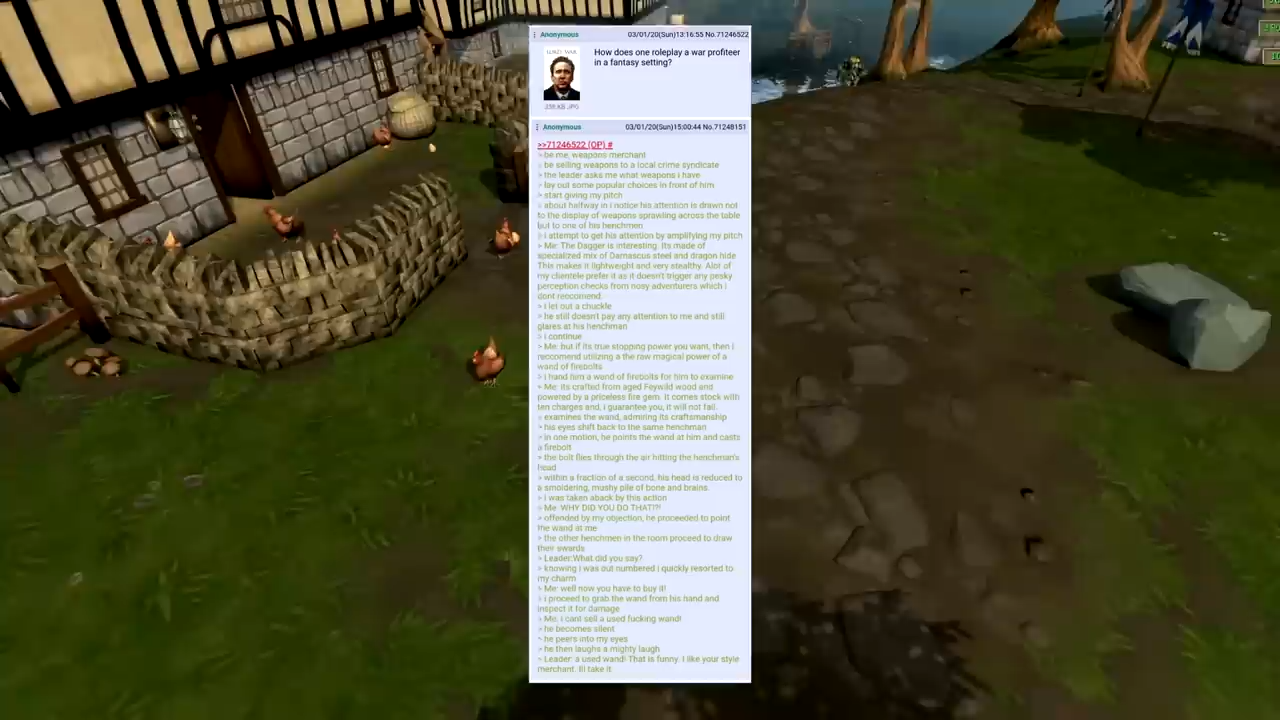 Anonymous 03/01/20(Sun)13:16:55 No.71246522
LORD WAR
How does one roleplay a war profiteer
in a fantasy setting?
Anonymous 03/01/20(Sun)15:00:44 No.71248151
>>71246522 (OP) #
> be me, weapons merchant
> be selling weapons to a local crime syndicate
> the leader asks me what weapons i have
> lay out some popular choices in front of him
> start giving my pitch
> about halfway in i notice his attention is drawn not
to the display of weapons sprawling across the table
but to one of his henchmen
> i attempt to get his attention by amplifying my pitch
> Me: The Dagger is interesting. Its made of
specialized mix of Damascus steel and dragon hide
This makes it lightweight and very stealthy. Alot of
my clientele prefer it as it doesn't trigger any pesky
perception checks from nosy adventurers which i
dont reccomend.
> i let out a chuckle
> he still doesn't pay any attention to me and still
glares at his henchman
> i continue
> Me: but if its true stopping power you want, then i
reccomend utilizing a the raw magical power of a
wand of firebolts
> i hand him a wand of firebolts for him to examine
> Me: its crafted from aged Feywild wood and
powered by a priceless fire gem. It comes stock with
ten charges and, i guarantee you, it will not fail.
> examines the wand, admiring its craftsmanship
> his eyes shift back to the same henchman
> in one motion, he points the wand at him and casts
a firebolt
> the bolt flies through the air hitting the henchman's
head
> within a fraction of a second, his head is reduced to
a smoldering, mushy pile of bone and brains.
> i was taken aback by this action
> Me: WHY DID YOU DO THAT!?!
> offended by my objection, he proceeded to point
the wand at me
> the other henchmen in the room proceed to draw
their swords
> Leader:What did you say?
> knowing i was out numbered i quickly resorted to
my charm
> Me: well now you have to buy it!
> i proceed to grab the wand from his hand and
inspect it for damage
> Me: i cant sell a used fucking wand!
> he becomes silent
> he peers into my eyes
> he then laughs a mighty laugh
> Leader: a used wand! That is funny. I like your style
merchant. Ill take it.